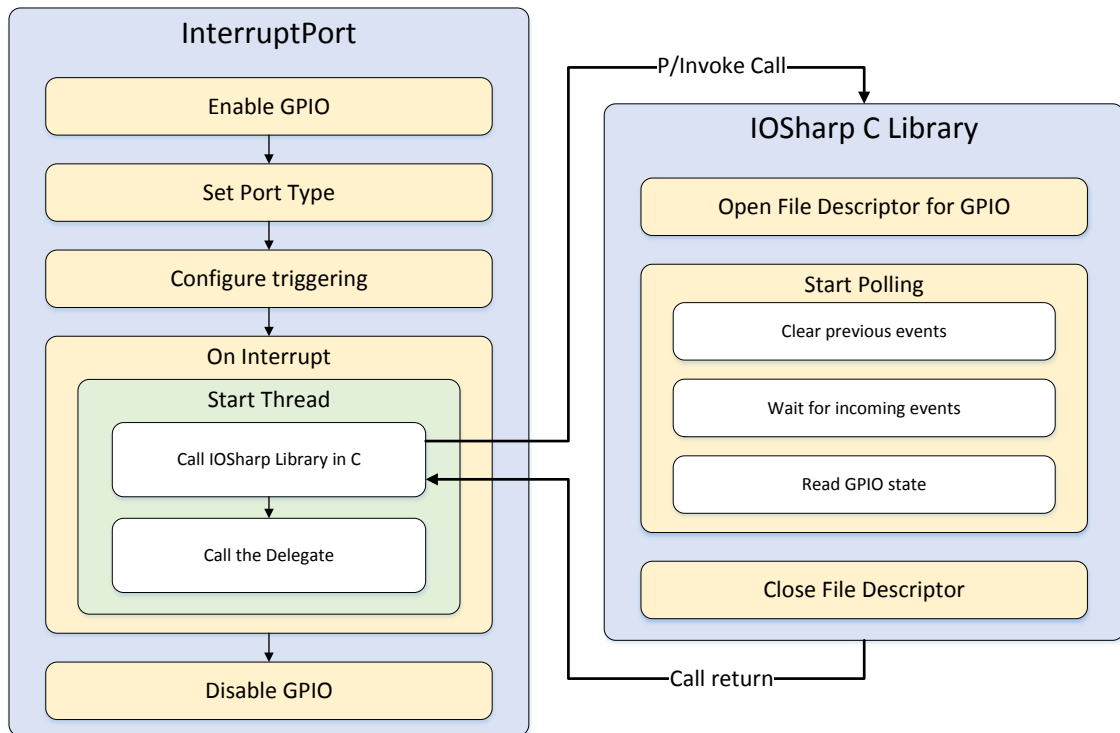 InterruptPort
Enable GPIO
Set Port Type
Configure triggering
On Interrupt
Start Thread
Call IOSharp Library in C
Call the Delegate
Disable GPIO
P/Invoke Call
IOSharp C Library
Open File Descriptor for GPIO
Start Polling
Clear previous events
Wait for incoming events
Read GPIO state
Close File Descriptor
Call return